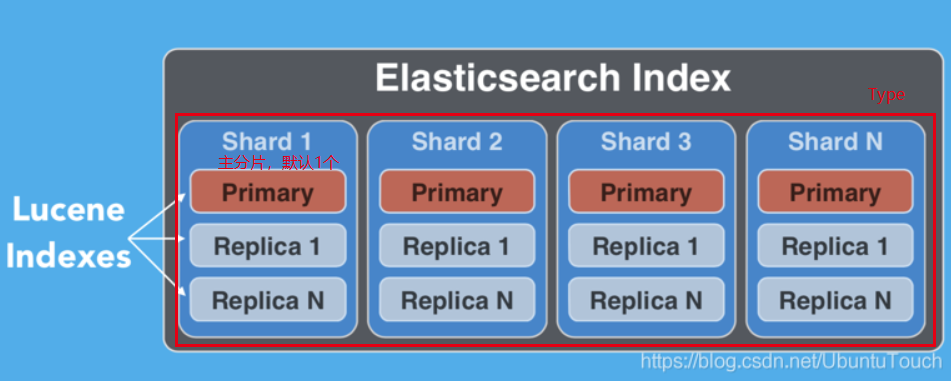 Elasticsearch Index
Type
Shard 1
Shard 2
Shard 3
Shard N
主分片，默认1个
Primary
Primary
Primary
Primary
Lucene
Indexes
Replica 1
Replica 1
Replica 1
Replica 1
Replica N
Replica N
Replica N
Replica N
https://blog.csdn.net/UbuntuTouch